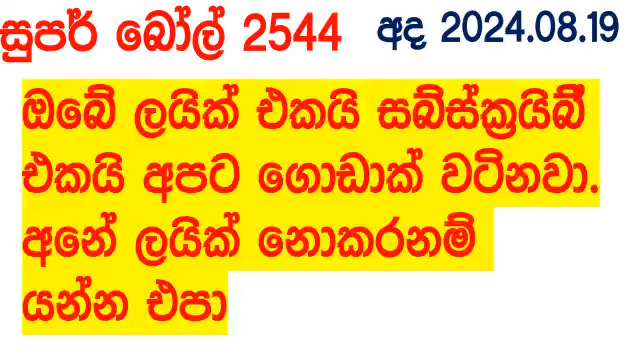 සුපර් බෝල් 2544 අද 2024.08.19
ඔබේ ලයික් එකයි සබ්ස්ක්‍රයිබ්
එකයි අපට ගොඩාක් වටිනවා.
අනේ ලයික් නොකරනම්
යන්න එපා